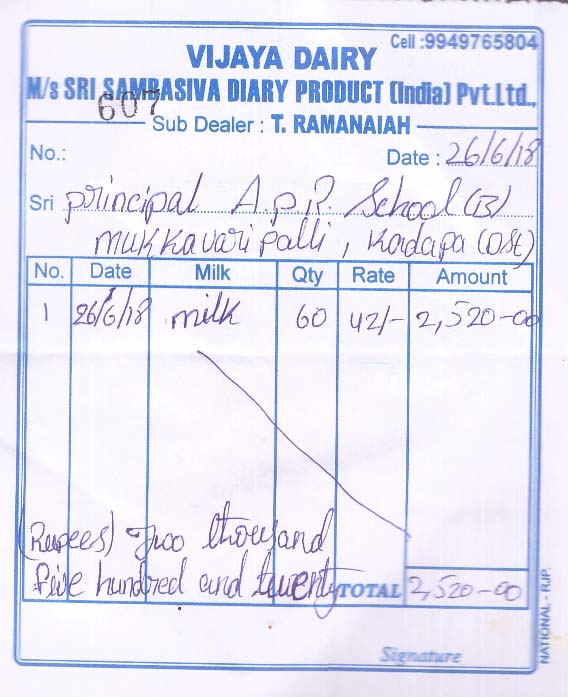 Cell :9949765804
VIJAYA DAIRY
M/s SRI SAMBASIVA DIARY PRODUCT (India) Pvt.Ltd.,
607
Sub Dealer : T. RAMANAIAH
No.: Date : 26/6/18
Sri principal A.P.R. School (B)
mukkavaripalli, Kadapa (Dst)
No. Date Milk Qty Rate Amount
1 26/6/18 milk 60 42/- 2,520-00
(Rupees) Two thousand
five hundred and twenty TOTAL 2,520-00
Signature
NATIONAL - RJP.